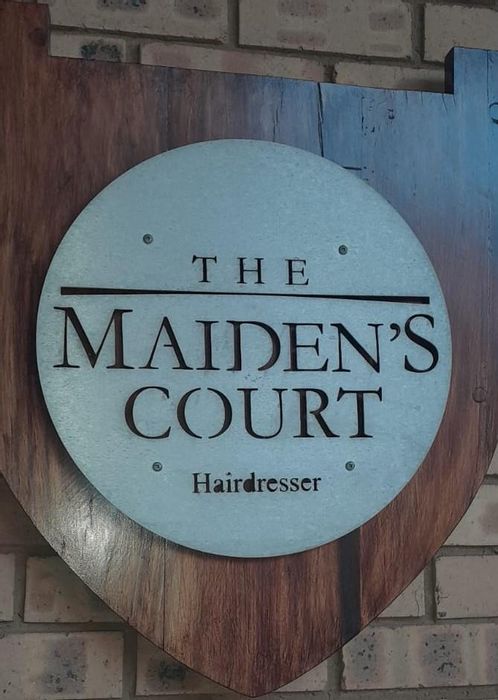 THE
MAIDEN'S
COURT
Hairdresser